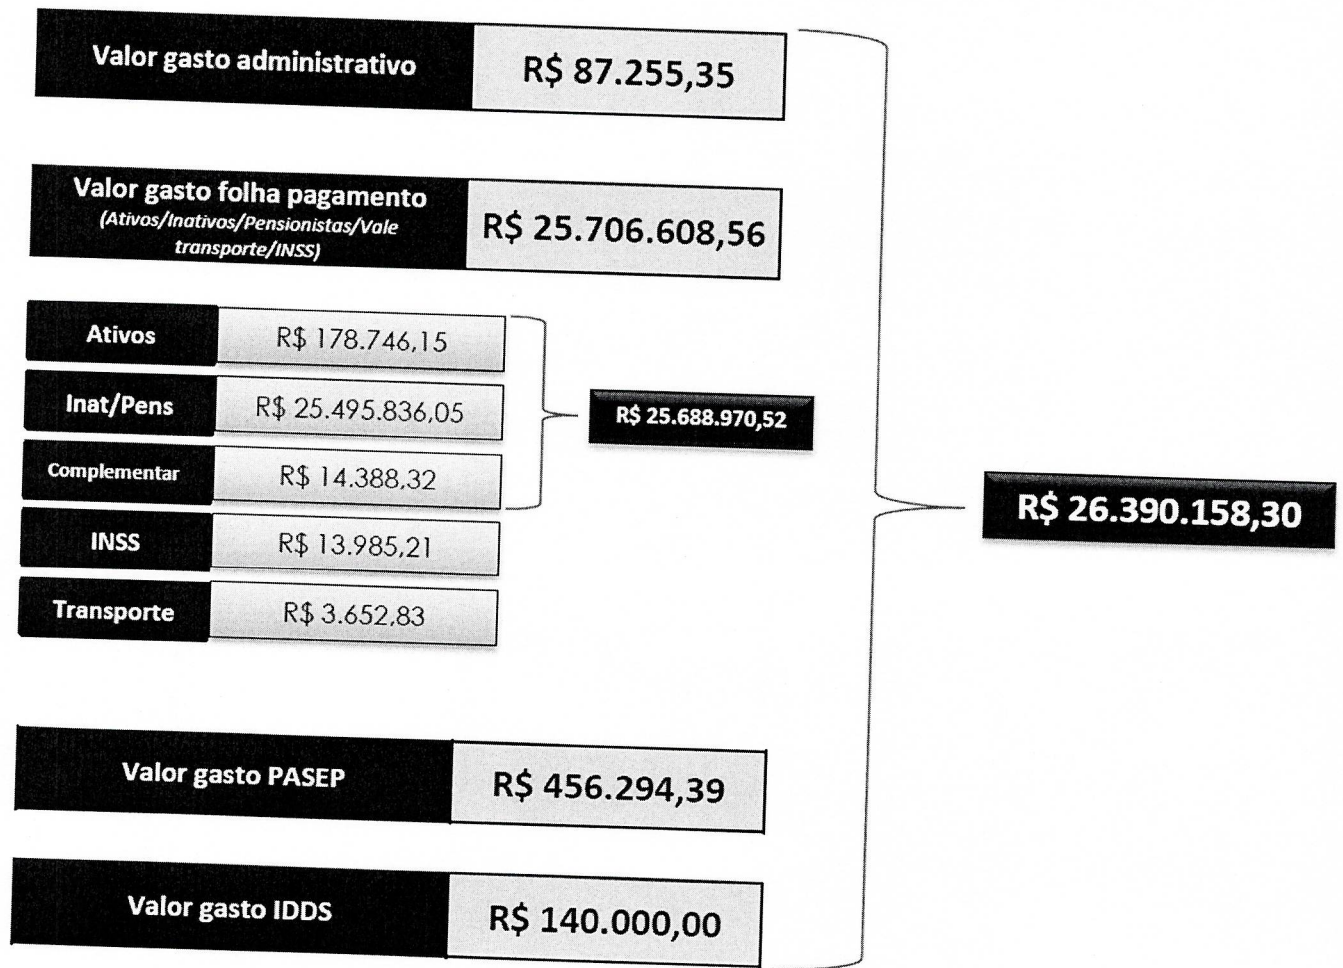 Valor gasto administrativo
R$ 87.255,35
Valor gasto folha pagamento
(Ativos/Inativos/Pensionistas/Vale
transporte/INSS)
R$ 25.706.608,56
Ativos
R$ 178.746,15
Inat/Pens
R$ 25.495.836,05
Complementar
R$ 14.388,32
R$ 25.688.970,52
INSS
R$ 13.985,21
Transporte
R$ 3.652,83
R$ 26.390.158,30
Valor gasto PASEP
R$ 456.294,39
Valor gasto IDDS
R$ 140.000,00